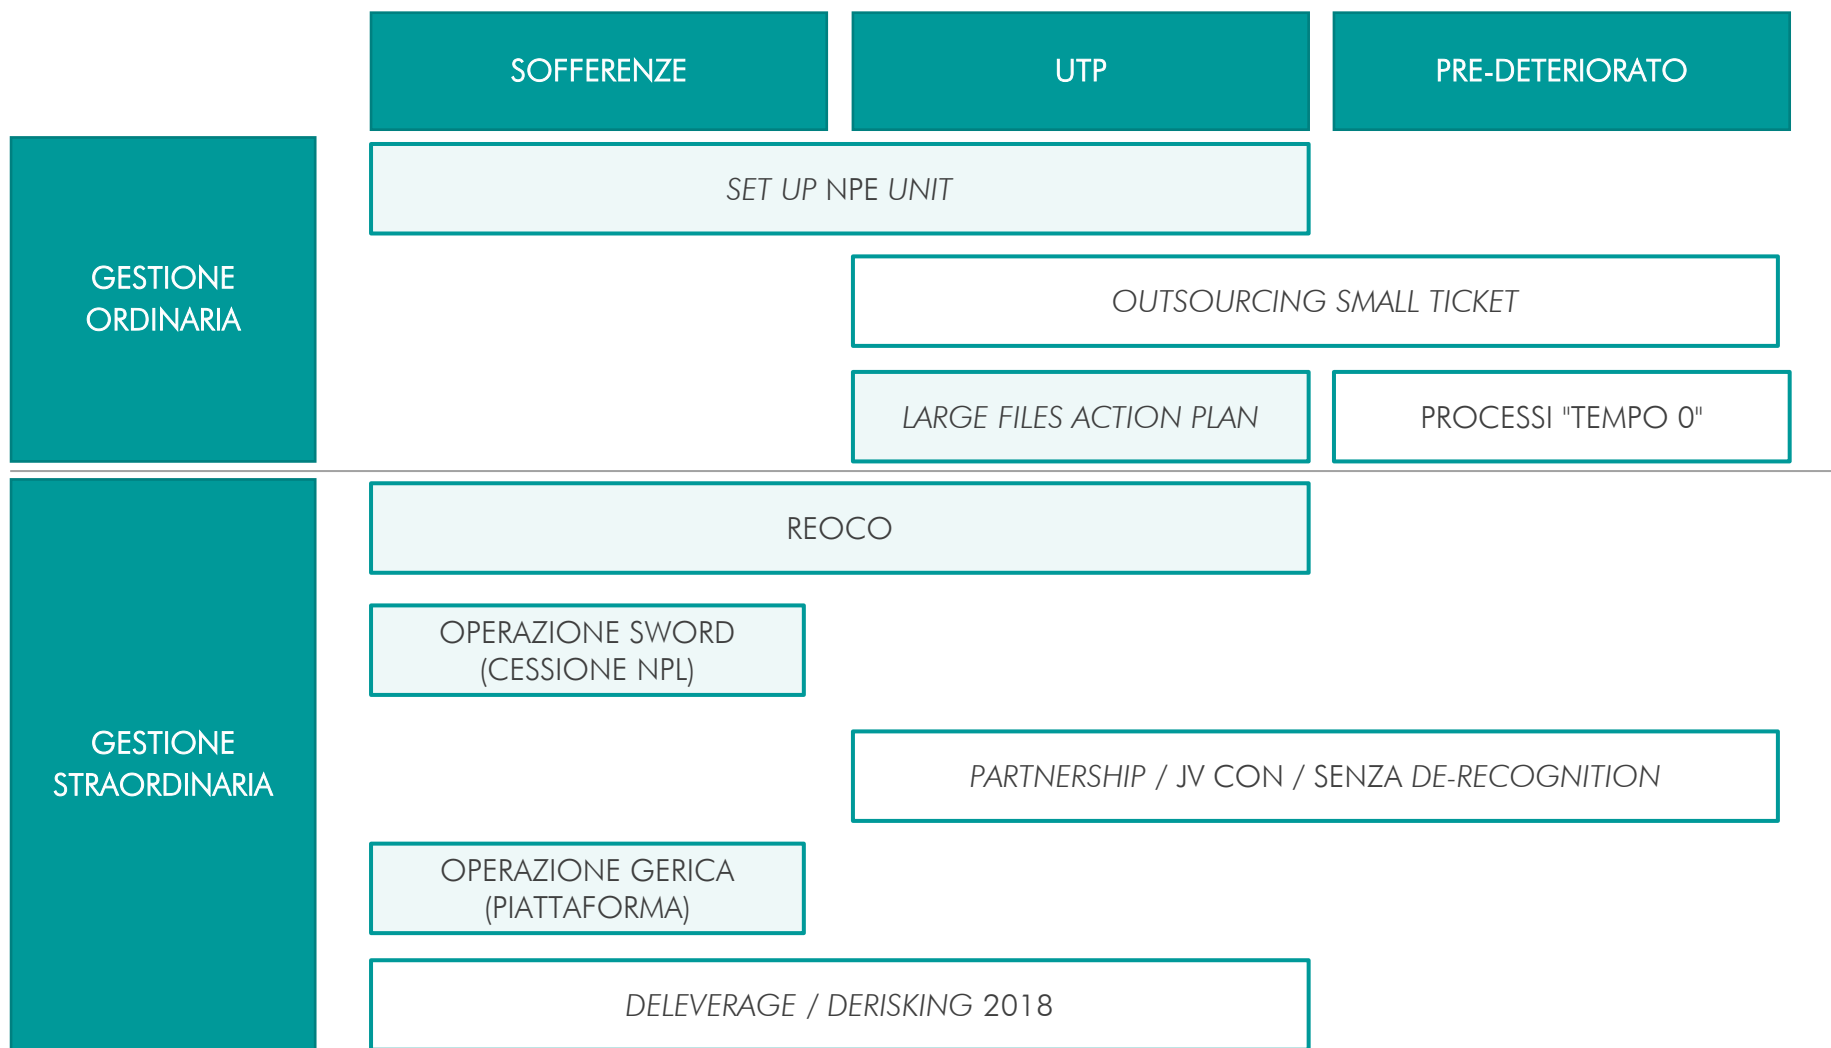 SOFFERENZE
UTP
PRE-DETERIORATO
GESTIONE
ORDINARIA
SET UP NPE UNIT
OUTSOURCING SMALL TICKET
LARGE FILES ACTION PLAN
PROCESSI "TEMPO 0"
GESTIONE
STRAORDINARIA
REOCO
OPERAZIONE SWORD
(CESSIONE NPL)
PARTNERSHIP / JV CON / SENZA DE-RECOGNITION
OPERAZIONE GERICA
(PIATTAFORMA)
DELEVERAGE / DERISKING 2018